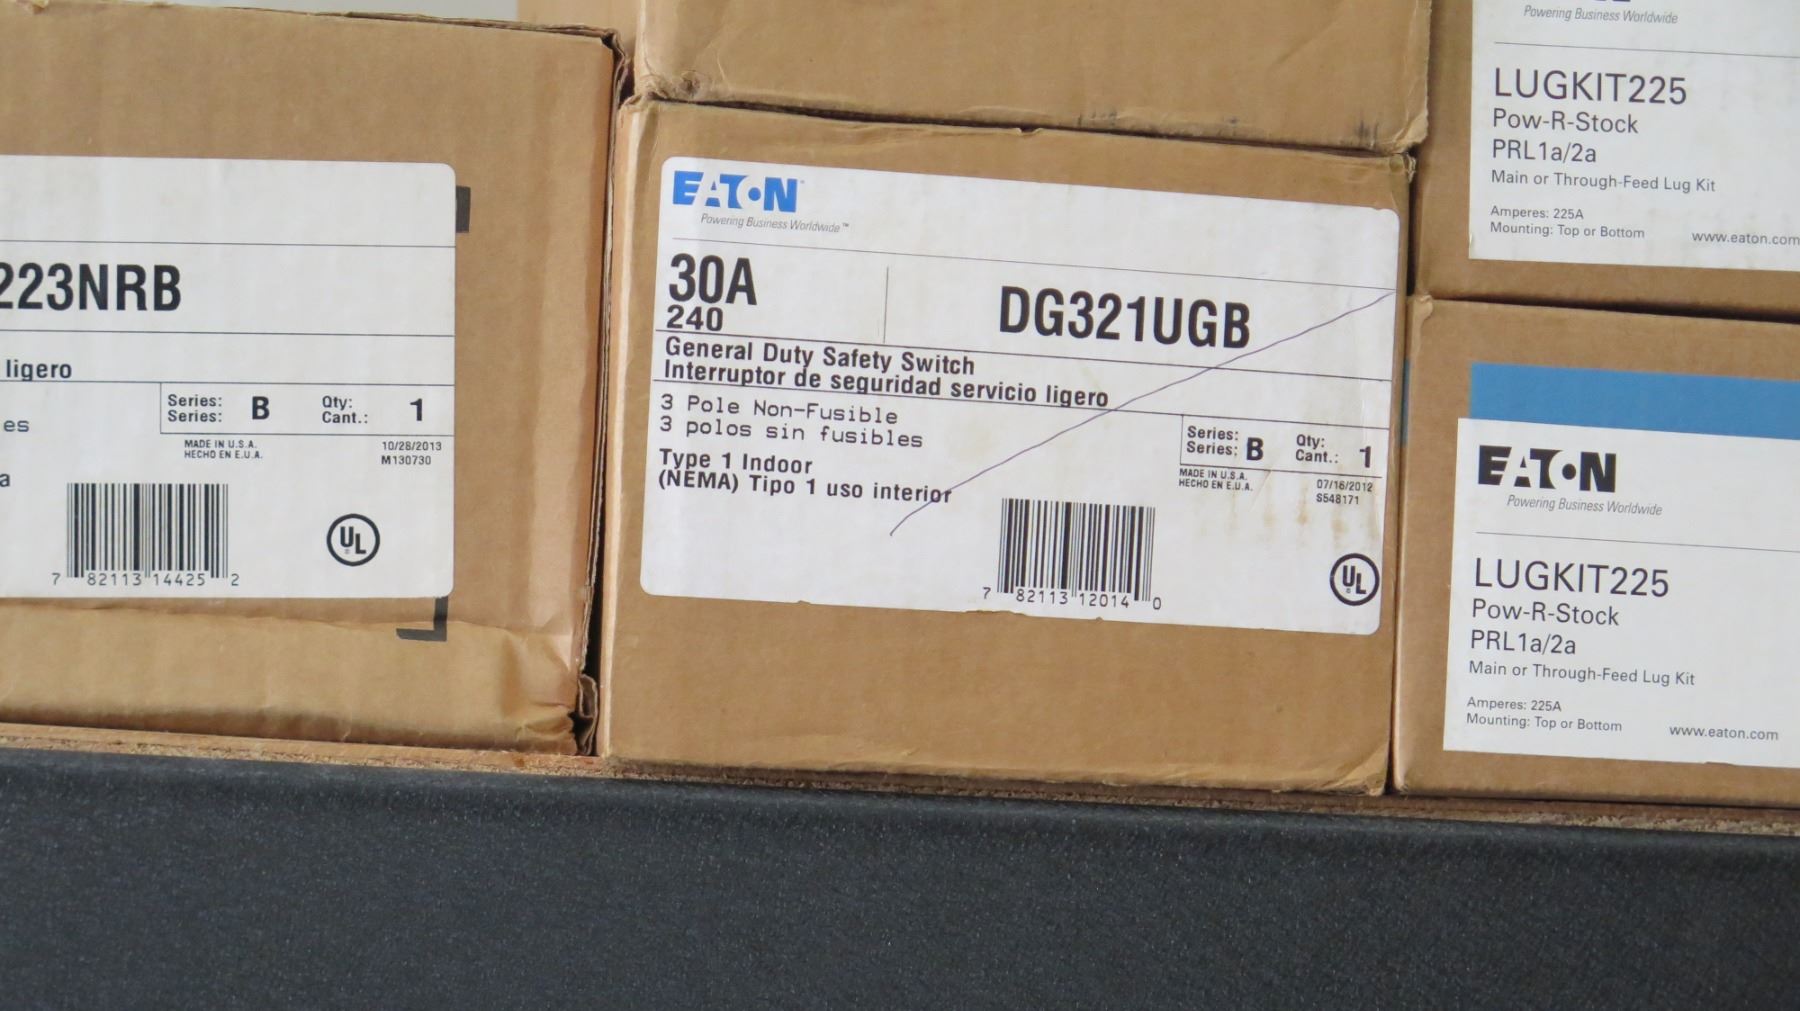 223NRB
ligero
es
a
Series:
Series: B
Qty:
Cant.: 1
MADE IN U.S.A.
HECHO EN E.U.A.
10/28/2013
M130730
7 82113 14425 2
UL
EATON
Powering Business Worldwide™
30A
240
DG321UGB
General Duty Safety Switch
Interruptor de seguridad servicio ligero
3 Pole Non-Fusible
3 polos sin fusibles
Type 1 Indoor
(NEMA) Tipo 1 uso interior
Series:
Series: B
Qty:
Cant.: 1
MADE IN U.S.A.
HECHO EN E.U.A.
07/16/2012
S548171
7 82113 12014 0
UL
Powering Business Worldwide
LUGKIT225
Pow-R-Stock
PRL1a/2a
Main or Through-Feed Lug Kit
Amperes: 225A
Mounting: Top or Bottom
www.eaton.com
EATON
Powering Business Worldwide
LUGKIT225
Pow-R-Stock
PRL1a/2a
Main or Through-Feed Lug Kit
Amperes: 225A
Mounting: Top or Bottom
www.eaton.com